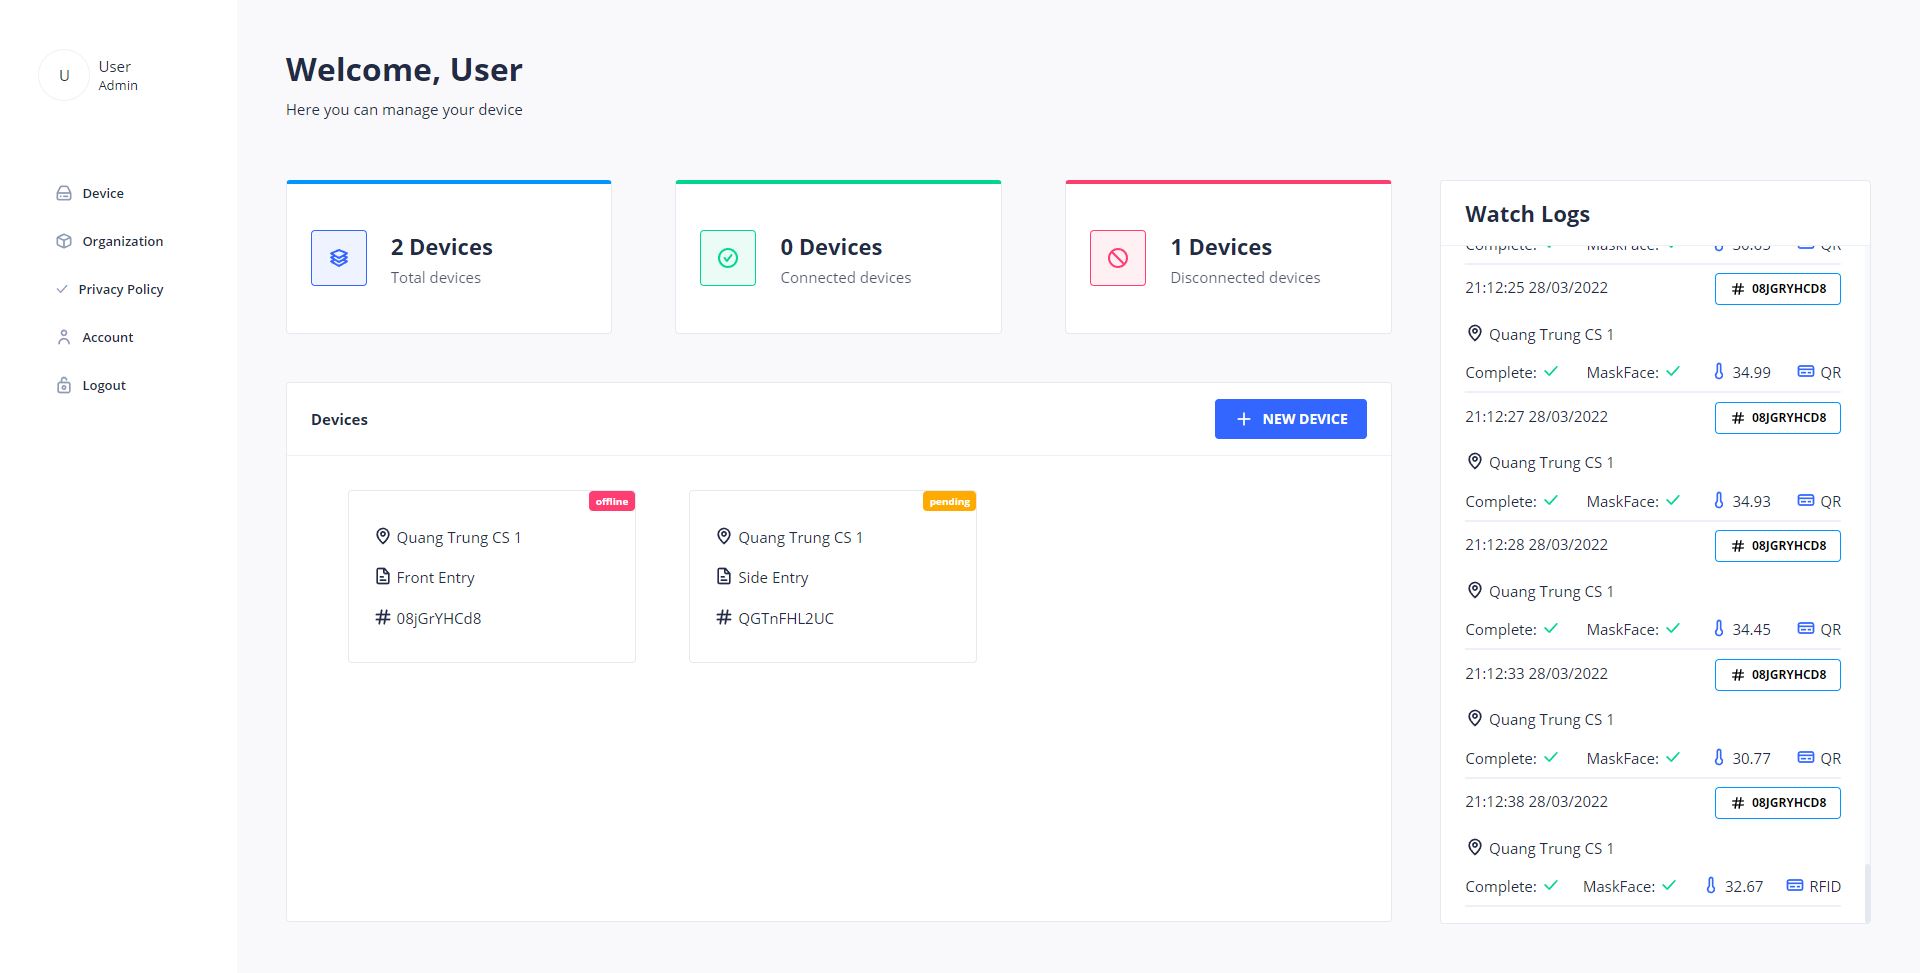 U
User
Admin
Device
Organization
Privacy Policy
Account
Logout
Welcome, User
Here you can manage your device
2 Devices
Total devices
0 Devices
Connected devices
1 Devices
Disconnected devices
Devices
NEW DEVICE
offline
Quang Trung CS 1
Front Entry
# 08jGrYHCd8
pending
Quang Trung CS 1
Side Entry
# QGTnFHL2UC
Watch Logs
Complete: MaskFace: QR
21:12:25 28/03/2022 # 08JGRYHCD8
Quang Trung CS 1
Complete: MaskFace: 34.99 QR
21:12:27 28/03/2022 # 08JGRYHCD8
Quang Trung CS 1
Complete: MaskFace: 34.93 QR
21:12:28 28/03/2022 # 08JGRYHCD8
Quang Trung CS 1
Complete: MaskFace: 34.45 QR
21:12:33 28/03/2022 # 08JGRYHCD8
Quang Trung CS 1
Complete: MaskFace: 30.77 QR
21:12:38 28/03/2022 # 08JGRYHCD8
Quang Trung CS 1
Complete: MaskFace: 32.67 RFID